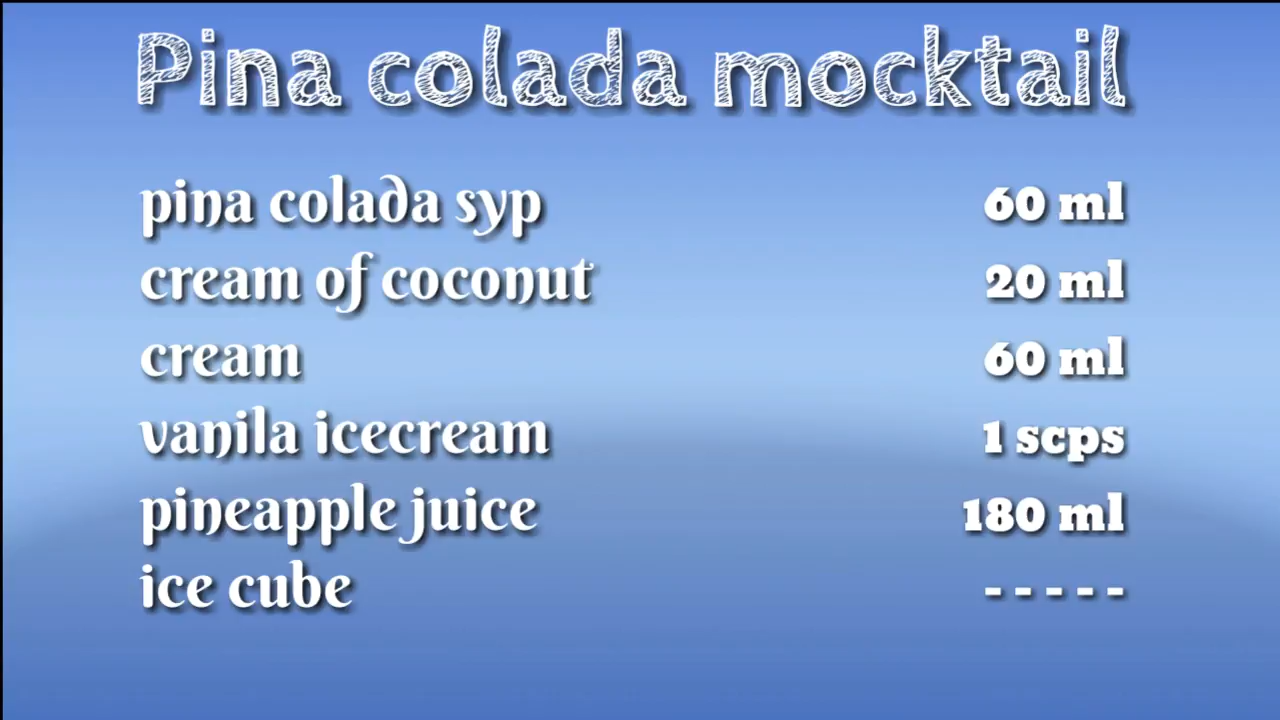 Pina colada mocktail
pina colada syp 60 ml
cream of coconut 20 ml
cream 60 ml
vanila icecream 1 scps
pineapple juice 180 ml
ice cube - - - - -